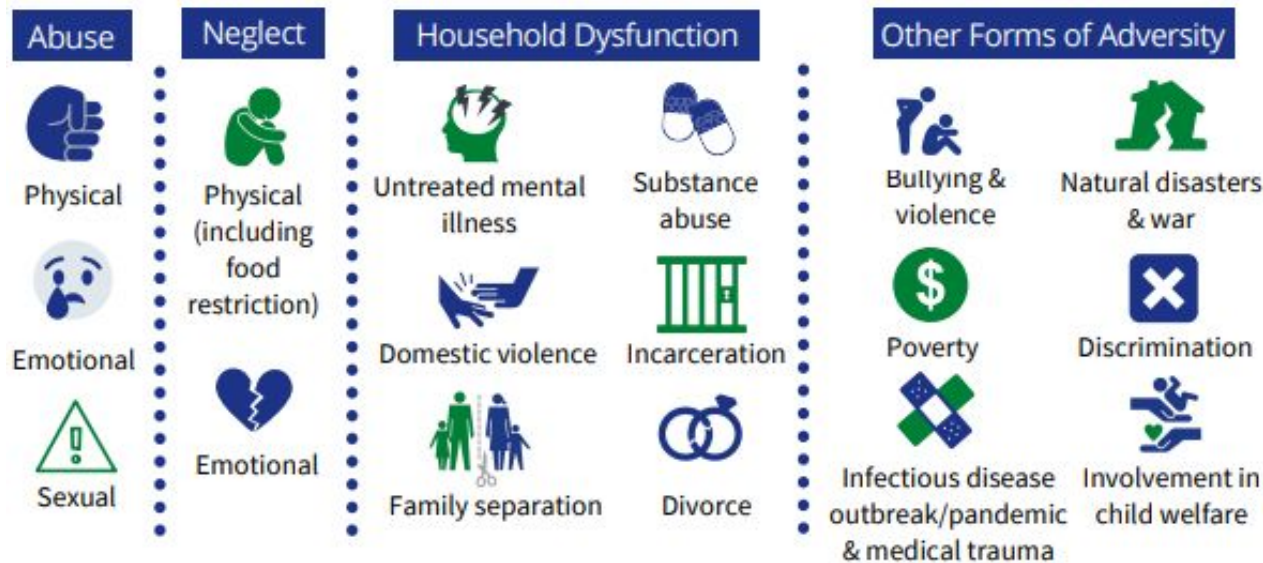 Abuse
Physical
Emotional
Sexual
Neglect
Physical
(including
food
restriction)
Emotional
Household Dysfunction
Untreated mental
illness
Substance
abuse
Domestic violence
Incarceration
Family separation
Divorce
Other Forms of Adversity
Bullying &
violence
Natural disasters
& war
$
Poverty
Discrimination
Infectious disease
outbreak/pandemic
& medical trauma
Involvement in
child welfare